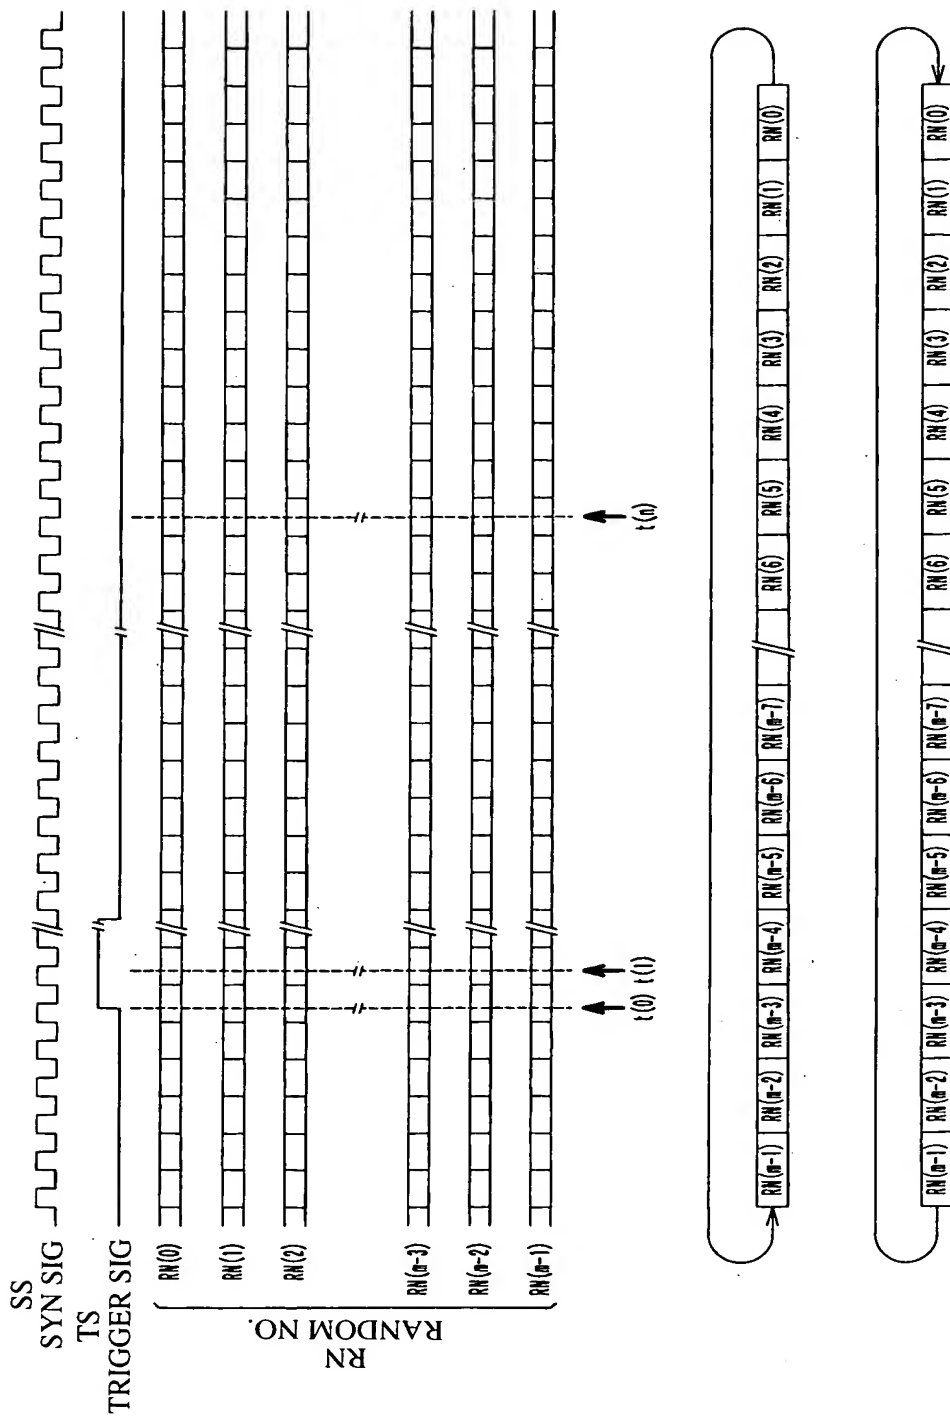 SS
SYN SIG
TS
TRIGGER SIG
RN(0)
RN(1)
RN(2)
RN(m-3)
RN(m-2)
RN(m-1)
RN
RANDOM NO.
t(0) t(1)
t(n)
RN(m-1) RN(m-2) RN(m-3) RN(m-4) RN(m-5) RN(m-6) RN(m-7) RN(6) RN(5) RN(4) RN(3) RN(2) RN(1) RN(0)
RN(m-1) RN(m-2) RN(m-3) RN(m-4) RN(m-5) RN(m-6) RN(m-7) RN(6) RN(5) RN(4) RN(3) RN(2) RN(1) RN(0)